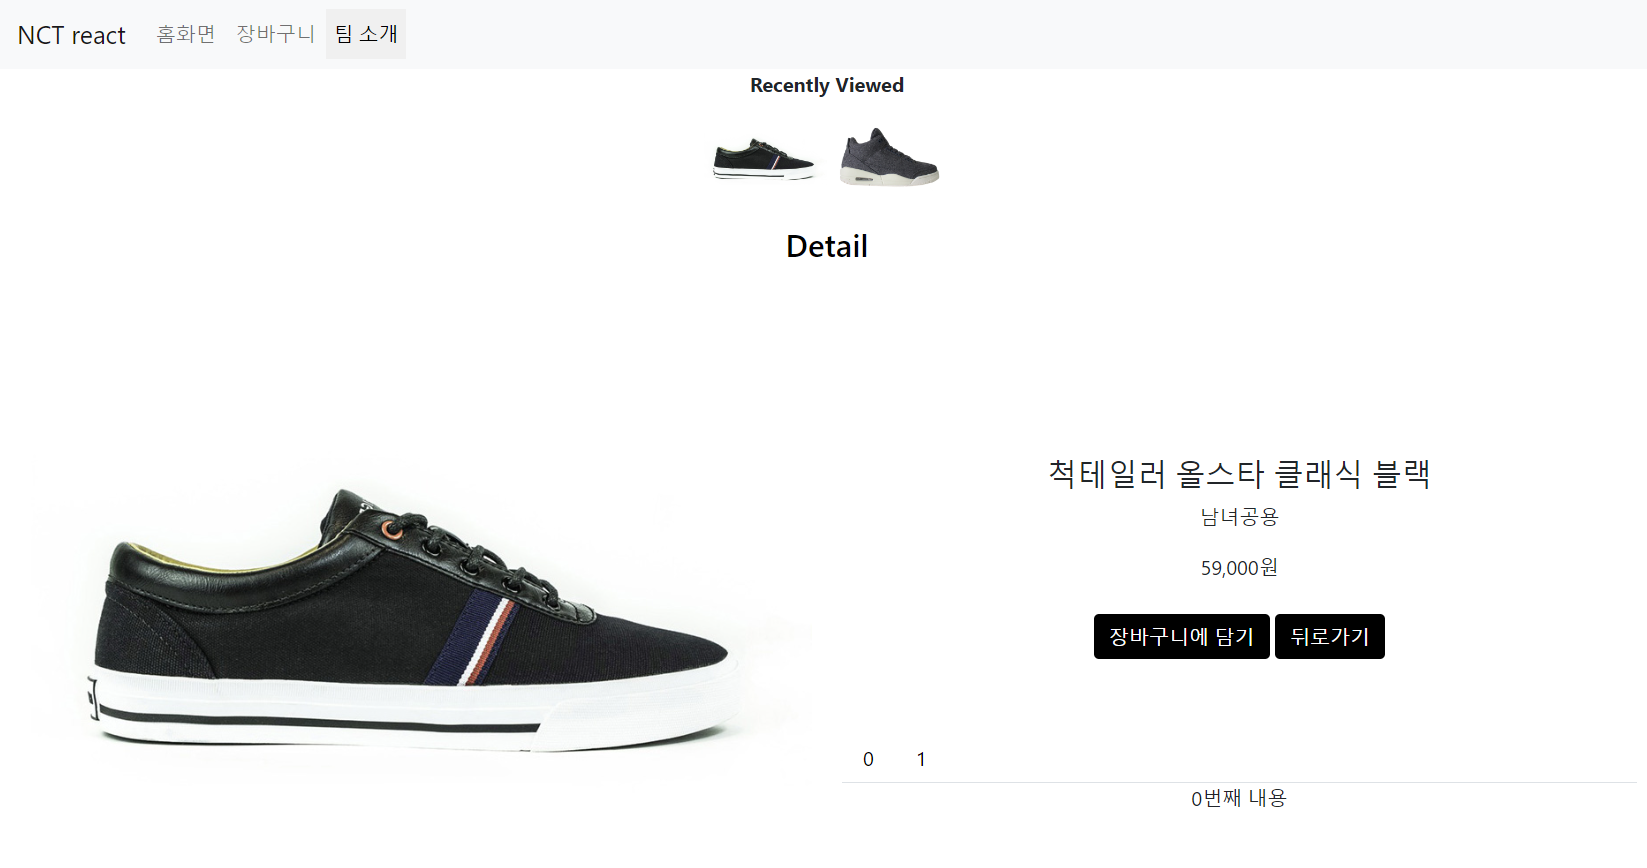 NCT react 홈화면 장바구니 팀 소개
Recently Viewed
Detail
척테일러 올스타 클래식 블랙
남녀공용
59,000원
장바구니에 담기 뒤로가기
0 1
0번째 내용